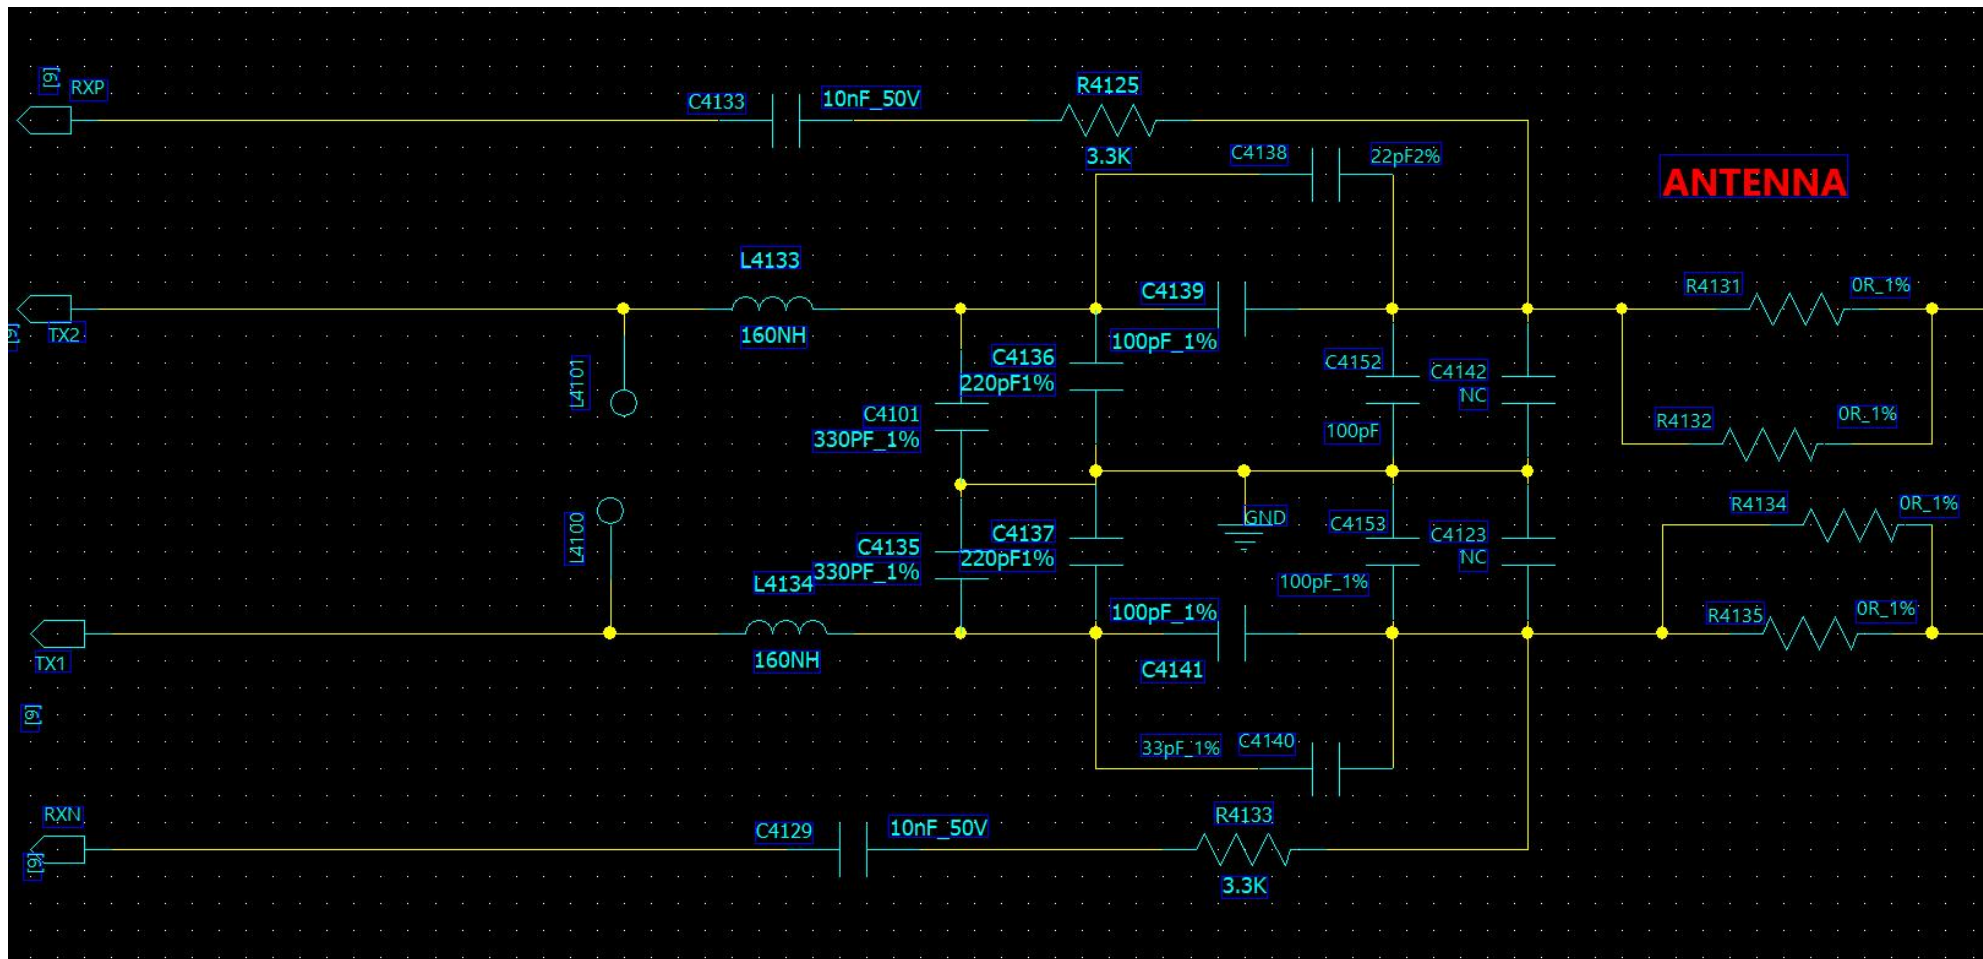 [9]
RXP
C4133
10nF_50V
R4125
3.3K
C4138
22pF2%
ANTENNA
L4133
160NH
[9]
TX2
L4101
C4139
100pF_1%
C4136
220pF1%
C4101
330PF_1%
C4152
100pF
C4142
NC
R4131
0R_1%
R4132
0R_1%
L4100
GND
C4135
330PF_1%
C4137
220pF1%
C4153
100pF_1%
C4123
NC
R4134
0R_1%
R4135
0R_1%
L4134
160NH
TX1
[9]
100pF_1%
C4141
33pF_1%
C4140
RXN
[9]
C4129
10nF_50V
R4133
3.3K